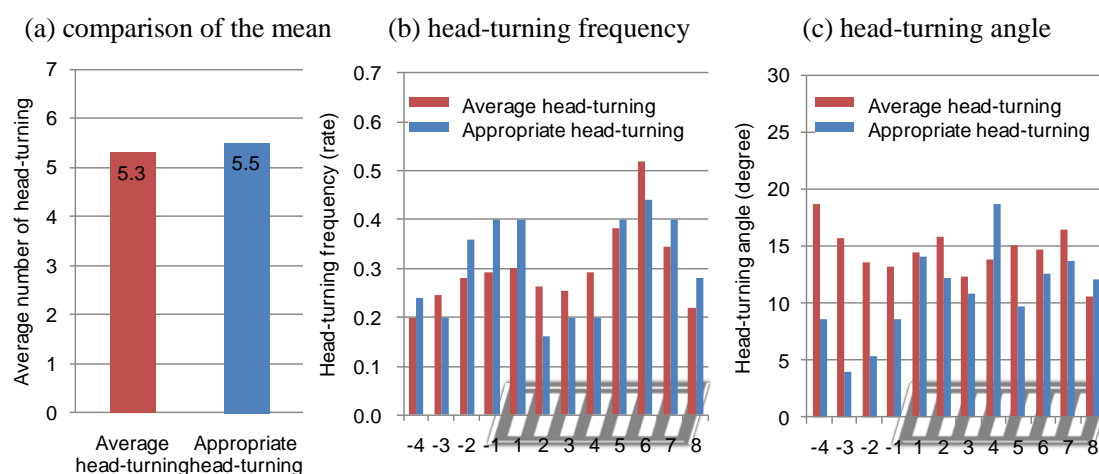 (a) comparison of the mean
Average number of head-turning
7
6
5
4
3
2
1
0
5.3
5.5
Average head-turning
Appropriate head-turning
(b) head-turning frequency
Head-turning frequency (rate)
0.7
0.6
0.5
0.4
0.3
0.2
0.1
0.0
Average head-turning
Appropriate head-turning
-4 -3 -2 -1 1 2 3 4 5 6 7 8
(c) head-turning angle
Head-turning angle (degree)
30
25
20
15
10
5
0
Average head-turning
Appropriate head-turning
-4 -3 -2 -1 1 2 3 4 5 6 7 8